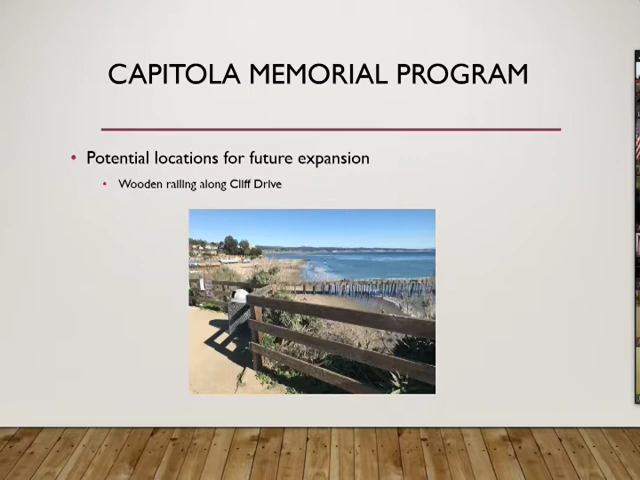 CAPITOLA MEMORIAL PROGRAM
• Potential locations for future expansion
• Wooden railing along Cliff Drive